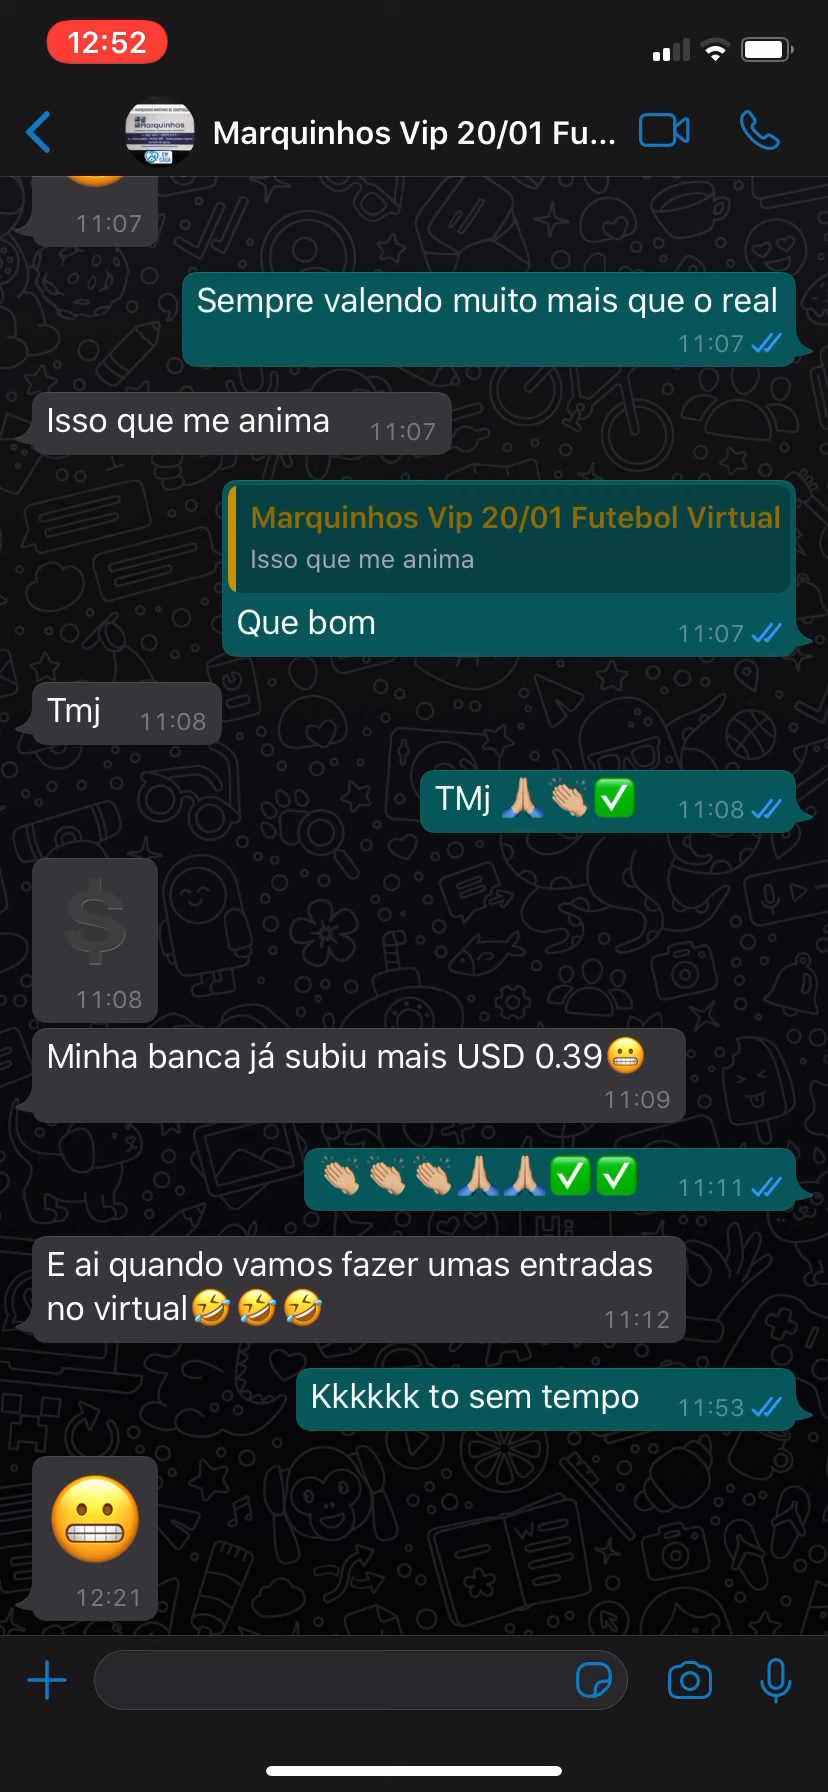 12:52
Marquinhos
Marquinhos Vip 20/01 Fu...
11:07
Sempre valendo muito mais que o real
11:07
Isso que me anima
11:07
Marquinhos Vip 20/01 Futebol Virtual
Isso que me anima
Que bom
11:07
Tmj
11:08
TMj 🙏🏼👏🏼✅
11:08
$
11:08
Minha banca já subiu mais USD 0.39😬
11:09
👏🏼👏🏼👏🏼🙏🏼🙏🏼✅✅
11:11
E ai quando vamos fazer umas entradas
no virtual🤣🤣🤣
11:12
Kkkkkk to sem tempo
11:53
😬
12:21